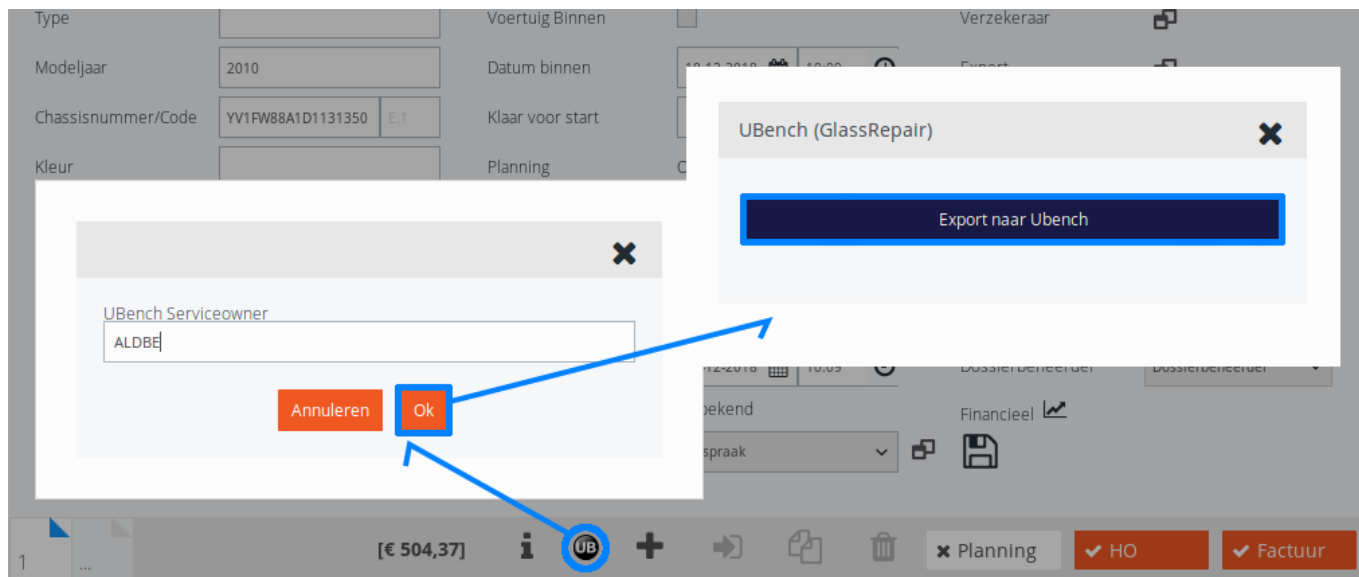 Type
Voertuig Binnen
Verzekeraar
Modeljaar
2010
Datum binnen
Chassisnummer/Code
YV1FW88A1D1131350
E.1
Klaar voor start
Kleur
Planning
UBench (GlassRepair)
Export naar Ubench
UBench Serviceowner
ALDBE
Annuleren
Ok
Financieel
[€ 504,37]
UB
Planning
HO
Factuur
1
...